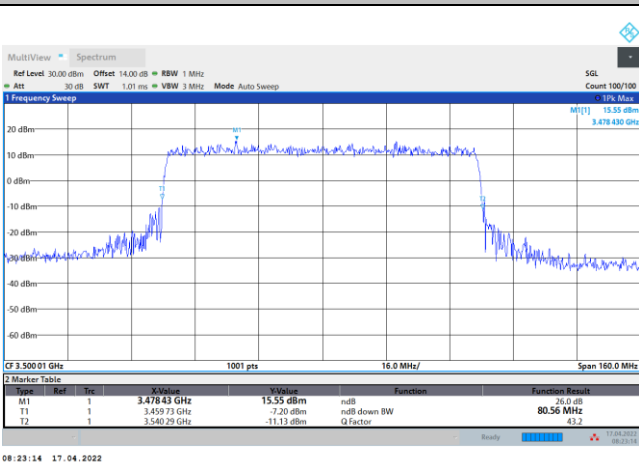 MultiView Spectrum
Ref Level 30.00 dBm Offset 14.00 dB RBW 1 MHz SGL
Att 30 dB SWT 1.01 ms VBW 3 MHz Mode Auto Sweep Count 100/100
1 Frequency Sweep 1Pk Max
M1[1] 15.55 dBm
3.478 430 GHz
M1
20 dBm
10 dBm
0 dBm
T1
-10 dBm
T2
-20 dBm
-30 dBm
-40 dBm
-50 dBm
-60 dBm
CF 3.500 01 GHz 1001 pts 16.0 MHz/ Span 160.0 MHz
2 Marker Table
Type Ref Trc X-Value Y-Value Function Function Result
M1 1 3.478 43 GHz 15.55 dBm ndB 26.0 dB
T1 1 3.459 73 GHz -7.20 dBm ndB down BW 80.56 MHz
T2 1 3.540 29 GHz -11.13 dBm Q Factor 43.2
Ready 17.04.2022
08:23:14
08:23:14 17.04.2022